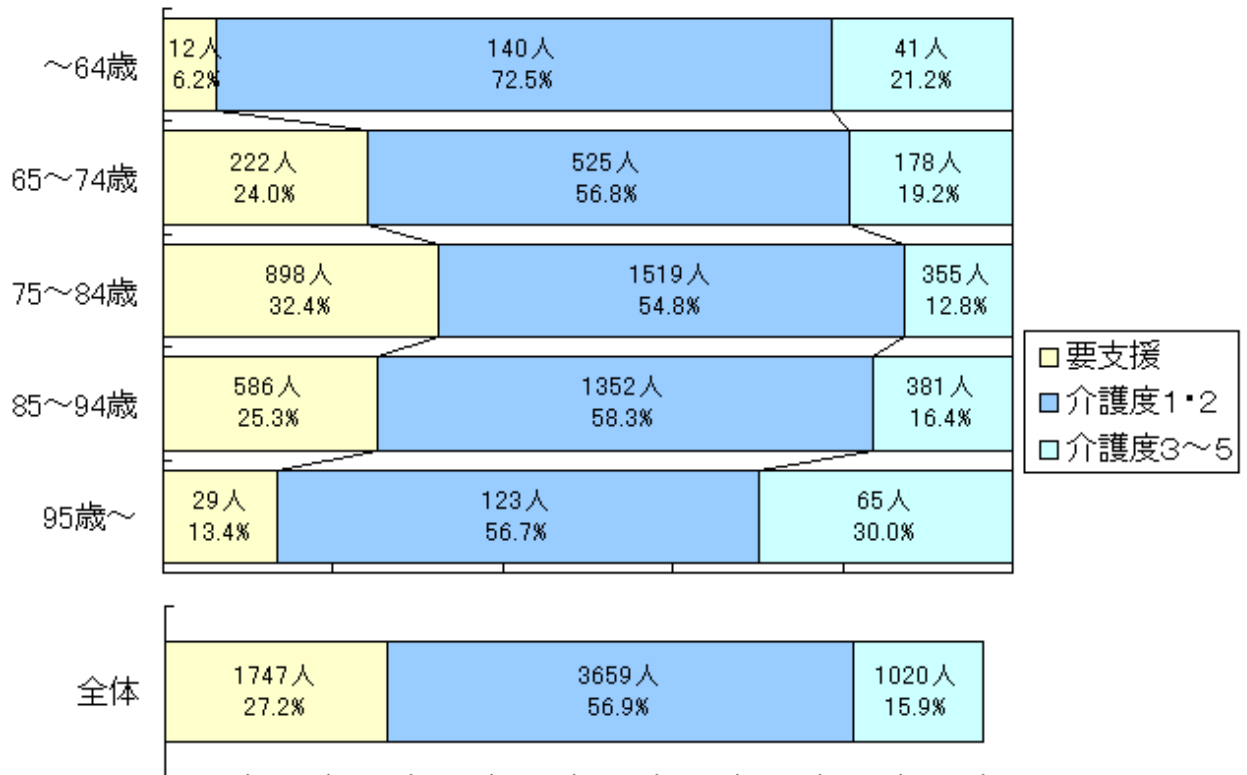 ～64歳
12人 140人 41人
6.2% 72.5% 21.2%
65～74歳
222人 525人 178人
24.0% 56.8% 19.2%
75～84歳
898人 1519人 355人
32.4% 54.8% 12.8%
85～94歳
586人 1352人 381人
25.3% 58.3% 16.4%
95歳～
29人 123人 65人
13.4% 56.7% 30.0%
要支援
介護度1・2
介護度3～5
全体
1747人 3659人 1020人
27.2% 56.9% 15.9%